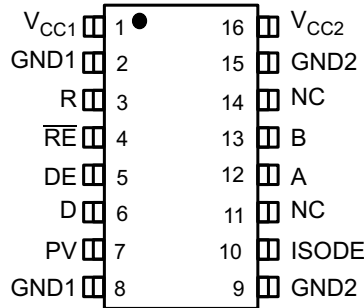 VCC1 1 16 VCC2
GND1 2 15 GND2
R 3 14 NC
RE 4 13 B
DE 5 12 A
D 6 11 NC
PV 7 10 ISODE
GND1 8 9 GND2